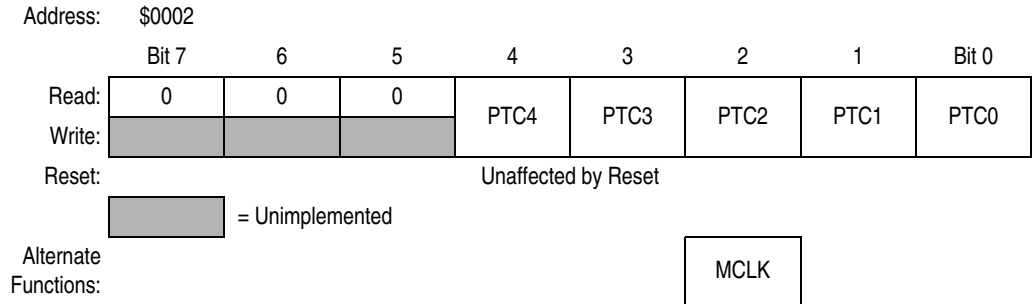 Address: $0002
Bit 7 6 5 4 3 2 1 Bit 0
Read: 0 0 0 PTC4 PTC3 PTC2 PTC1 PTC0
Write:
Reset: Unaffected by Reset
= Unimplemented
Alternate
Functions: MCLK